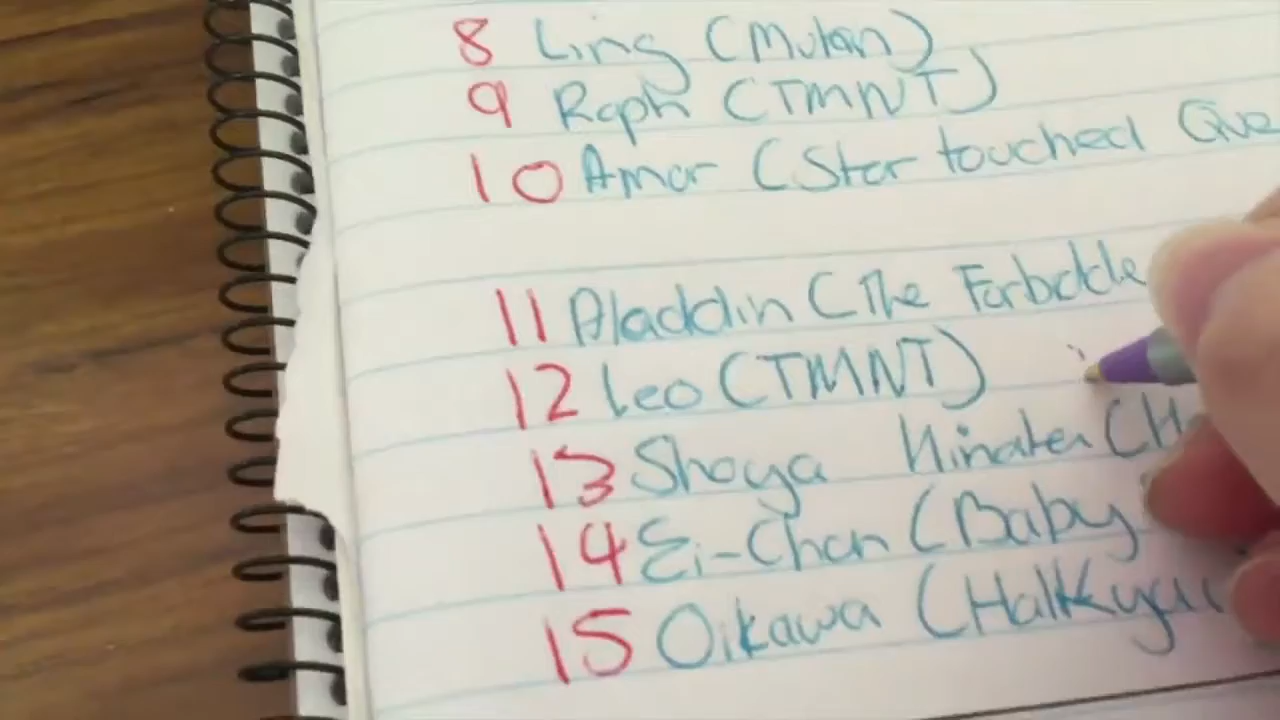 8 Ling (Mulan)
9 Raph (TMNT)
10 Amar (Star touched Que
11 Aladdin (The Forbidde
12 Leo (TMNT)
13 Shoya Hinata (H
14 Ei-Chan (Baby
15 Oikawa (Haikyuu